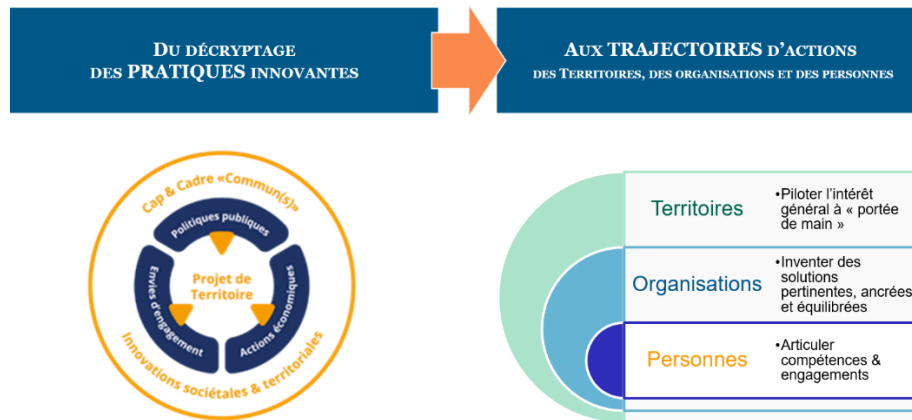 DU DÉCRYPTAGE
DES PRATIQUES INNOVANTES
AUX TRAJECTOIRES D'ACTIONS
DES TERRITOIRES, DES ORGANISATIONS ET DES PERSONNES
Cap & Cadre «Commun(s)»
Politiques publiques
Envies d'engagement
Actions économiques
Projet de
Territoire
Innovations sociétales & territoriales
Territoires
•Piloter l'intérêt
général à « portée
de main »
Organisations
•Inventer des
solutions
pertinentes, ancrées
et équilibrées
Personnes
•Articuler
compétences &
engagements